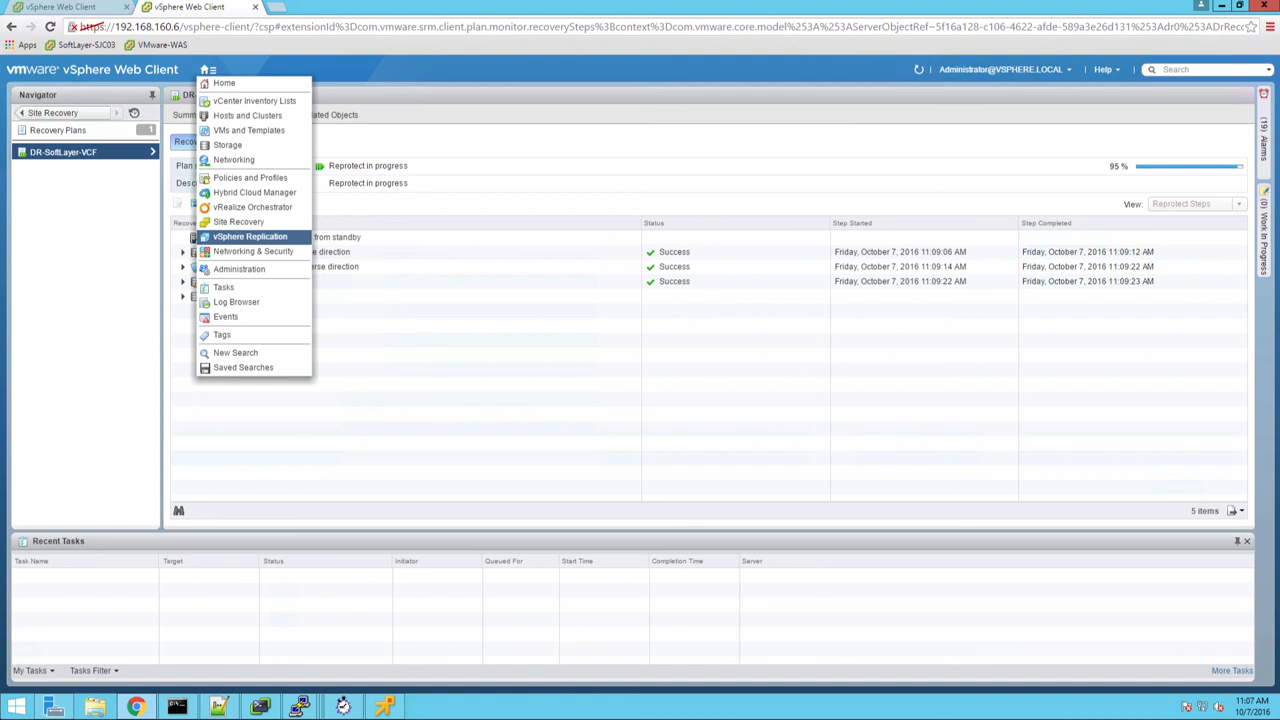 vSphere Web Client
vSphere Web Client
https://192.168.160.6/vsphere-client/?csp#extensionId%3Dcom.vmware.srm.client.plan.monitor.recoverySteps%3Bcontext%3Dcom.vmware.core.model%253A%253AServerObjectRef~5f16a128-c106-4622-afde-589a3e26d131%253ADr0%253ADrReco
Apps SoftLayer-SJC03 VMware-WAS
vmware® vSphere Web Client
Administrator@VSPHERE.LOCAL Help Search
Navigator
Site Recovery
Recovery Plans 1
DR-SoftLayer-VCF
Home
vCenter Inventory Lists
Hosts and Clusters
VMs and Templates
Storage
Networking
Policies and Profiles
Hybrid Cloud Manager
vRealize Orchestrator
Site Recovery
vSphere Replication
Networking & Security
Administration
Tasks
Log Browser
Events
Tags
New Search
Saved Searches
DR
Summ ated Objects
Recov
Plan Reprotect in progress 95 %
Desc Reprotect in progress
View: Reprotect Steps
Recove Status Step Started Step Completed
from standby
e direction Success Friday, October 7, 2016 11:09:06 AM Friday, October 7, 2016 11:09:12 AM
erse direction Success Friday, October 7, 2016 11:09:14 AM Friday, October 7, 2016 11:09:22 AM
Success Friday, October 7, 2016 11:09:22 AM Friday, October 7, 2016 11:09:23 AM
5 items
(19) Alarms
(0) Work In Progress
Recent Tasks
Task Name Target Status Initiator Queued For Start Time Completion Time Server
My Tasks Tasks Filter More Tasks
11:07 AM
10/7/2016